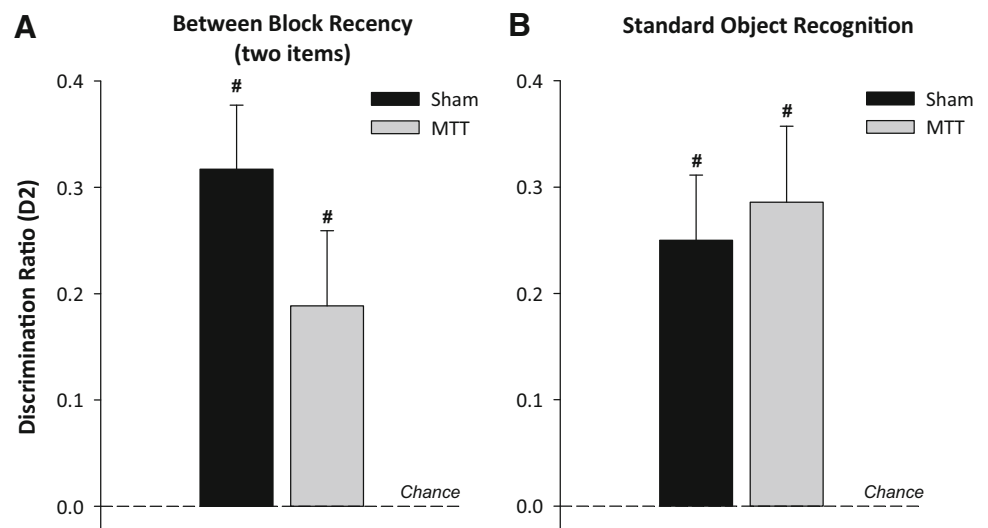 A
Between Block Recency
(two items)
Discrimination Ratio (D2)
0.4
0.3
0.2
0.1
0.0
#
#
Sham
MTT
Chance
B
Standard Object Recognition
0.4
0.3
0.2
0.1
0.0
#
#
Sham
MTT
Chance